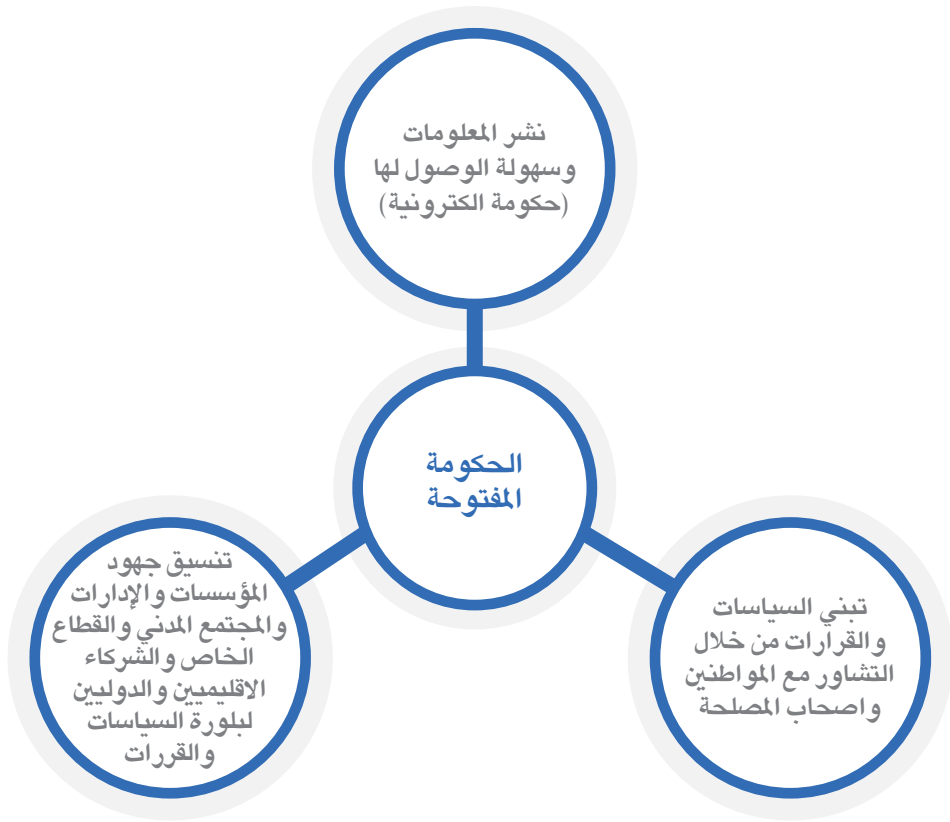 نشر المعلومات
وسهولة الوصول لها
(حكومة الكترونية)
الحكومة
المفتوحة
تبني السياسات
والقرارات من خلال
التشاور مع المواطنين
واصحاب المصلحة
تنسيق جهود
المؤسسات والإدارات
والمجتمع المدني والقطاع
الخاص والشركاء
الاقليميين والدوليين
لبلورة السياسات
والقررات